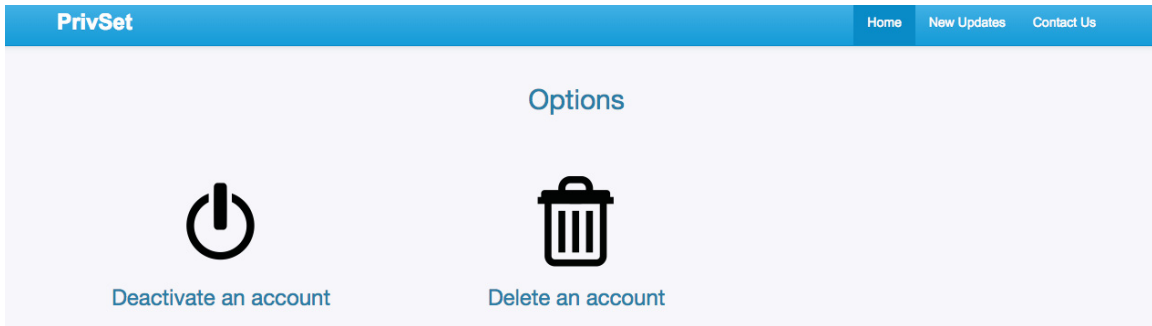 PrivSet
Home New Updates Contact Us
Options
Deactivate an account
Delete an account